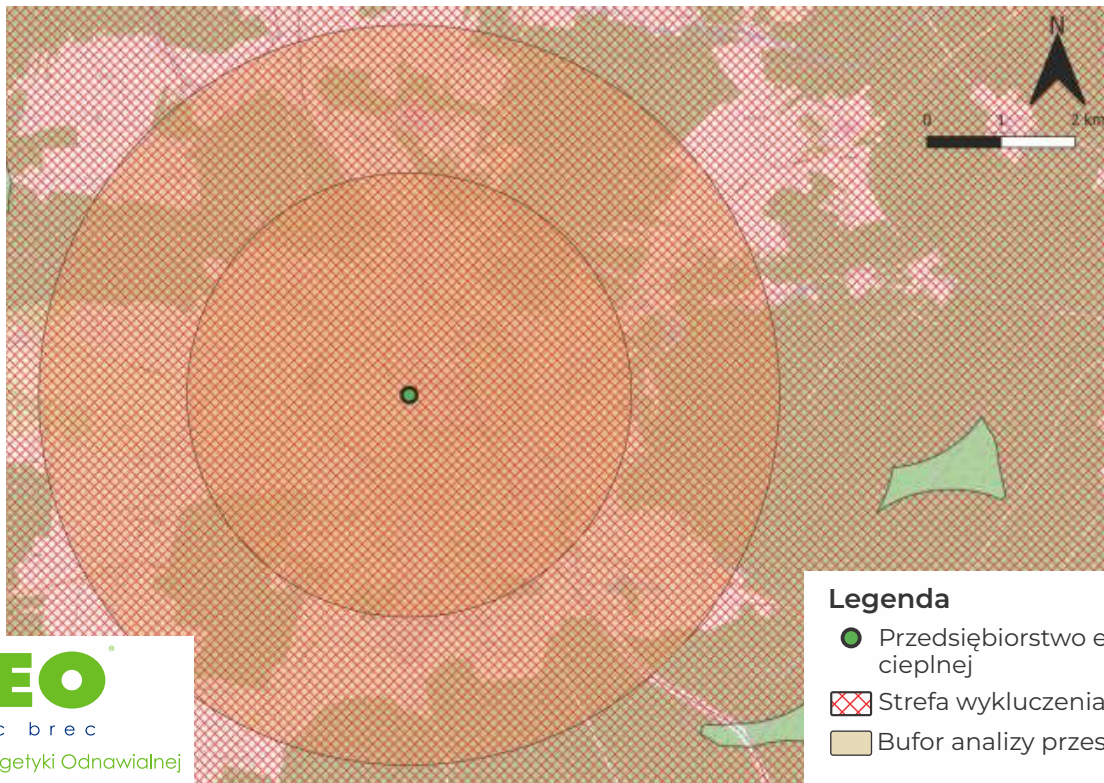 N
0 1 2 km
Legenda
Przedsiębiorstwo e
cieplnej
Strefa wykluczenia
Bufor analizy przes
EO
c brec
getyki Odnawialnej